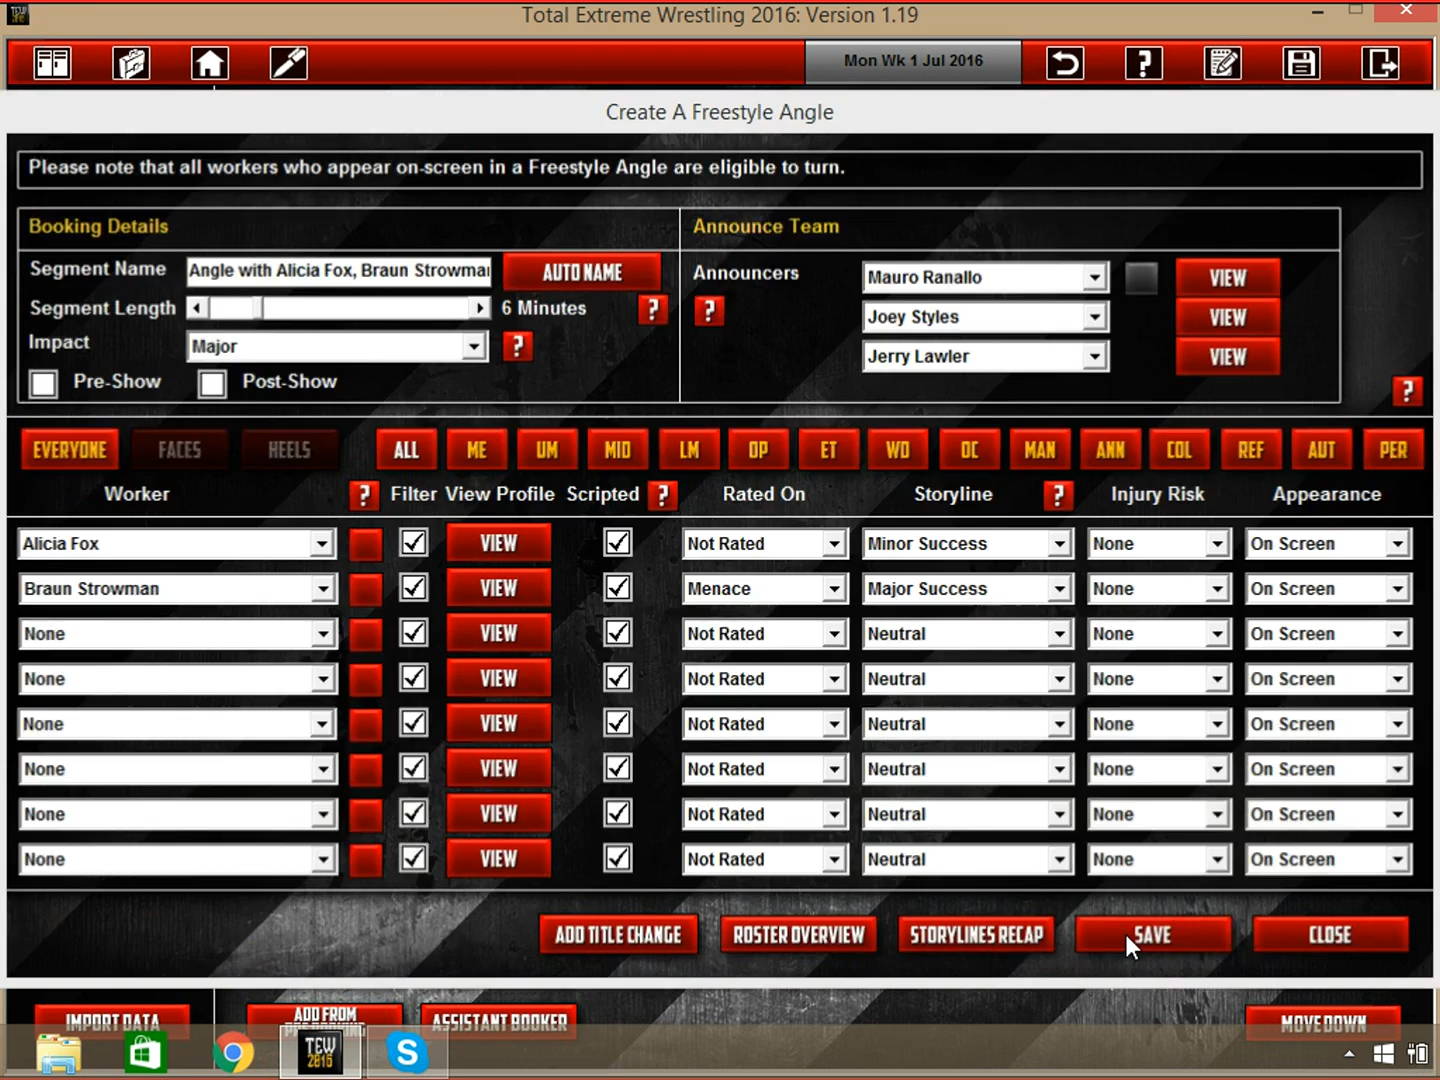 Total Extreme Wrestling 2016: Version 1.19
Mon Wk 1 Jul 2016
Create A Freestyle Angle
Please note that all workers who appear on-screen in a Freestyle Angle are eligible to turn.
Booking Details
Announce Team
Segment Name Angle with Alicia Fox, Braun Strowman AUTO NAME
Segment Length 6 Minutes ?
Impact Major ?
Pre-Show Post-Show
Announcers Mauro Ranallo VIEW
? Joey Styles VIEW
Jerry Lawler VIEW
?
EVERYONE FACES HEELS ALL ME UM MID LM OP ET WO OC MAN ANN COL REF AUT PER
Worker ? Filter View Profile Scripted ? Rated On Storyline ? Injury Risk Appearance
Alicia Fox VIEW Not Rated Minor Success None On Screen
Braun Strowman VIEW Menace Major Success None On Screen
None VIEW Not Rated Neutral None On Screen
None VIEW Not Rated Neutral None On Screen
None VIEW Not Rated Neutral None On Screen
None VIEW Not Rated Neutral None On Screen
None VIEW Not Rated Neutral None On Screen
None VIEW Not Rated Neutral None On Screen
ADD TITLE CHANGE ROSTER OVERVIEW STORYLINES RECAP SAVE CLOSE
IMPORT DATA ADD FROM ASSISTANT BOOKER MOVE DOWN
TEW
2016
S